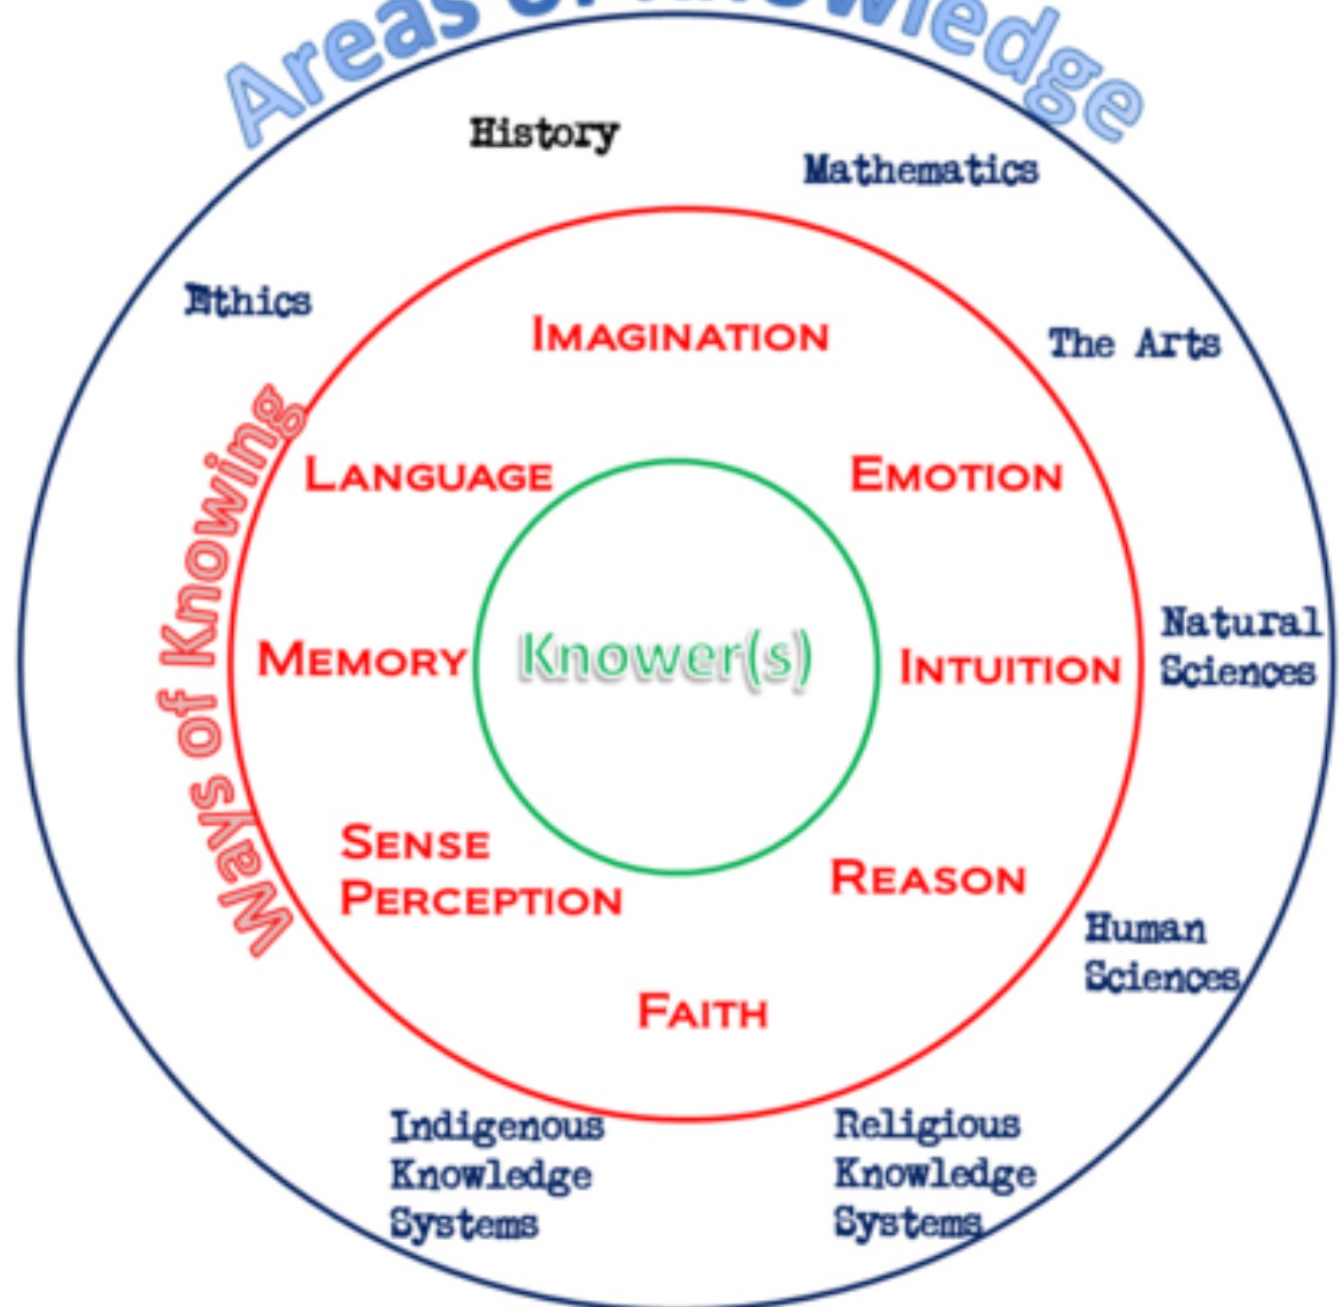 Areas of Knowledge
History
Mathematics
Ethics
IMAGINATION
The Arts
Ways of Knowing
LANGUAGE
EMOTION
MEMORY
Knower(s)
INTUITION
Natural
Sciences
SENSE
PERCEPTION
REASON
Human
Sciences
FAITH
Indigenous
Knowledge
Systems
Religious
Knowledge
Systems